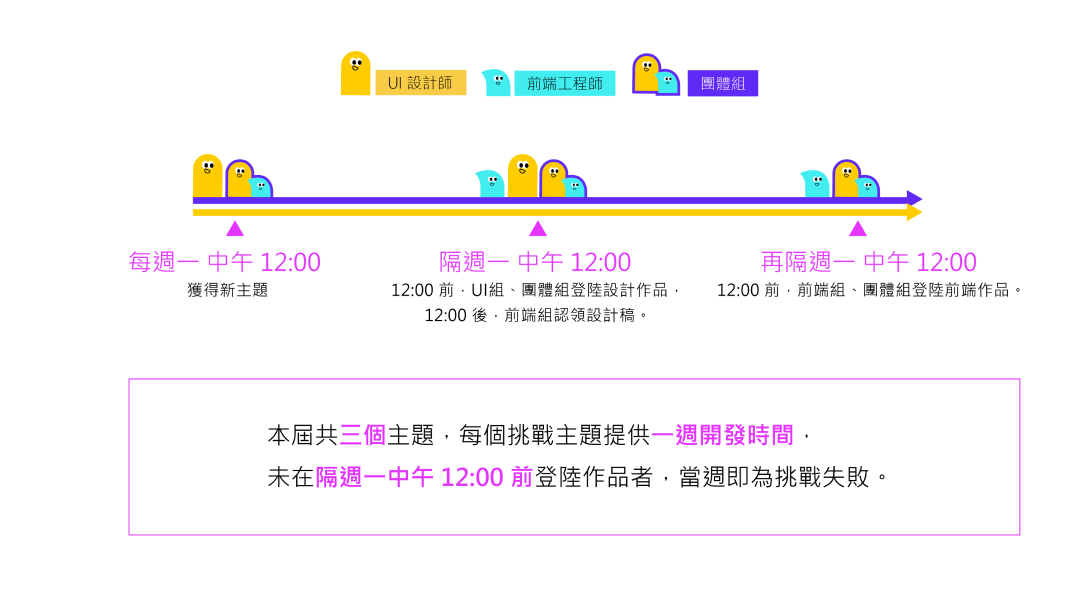 UI 設計師
前端工程師
團體組
每週一 中午 12:00
獲得新主題
隔週一 中午 12:00
12:00 前，UI組、團體組登陸設計作品，
12:00 後，前端組認領設計稿。
再隔週一 中午 12:00
12:00 前，前端組、團體組登陸前端作品。
本屆共三個主題，每個挑戰主題提供一週開發時間，
未在隔週一中午 12:00 前登陸作品者，當週即為挑戰失敗。